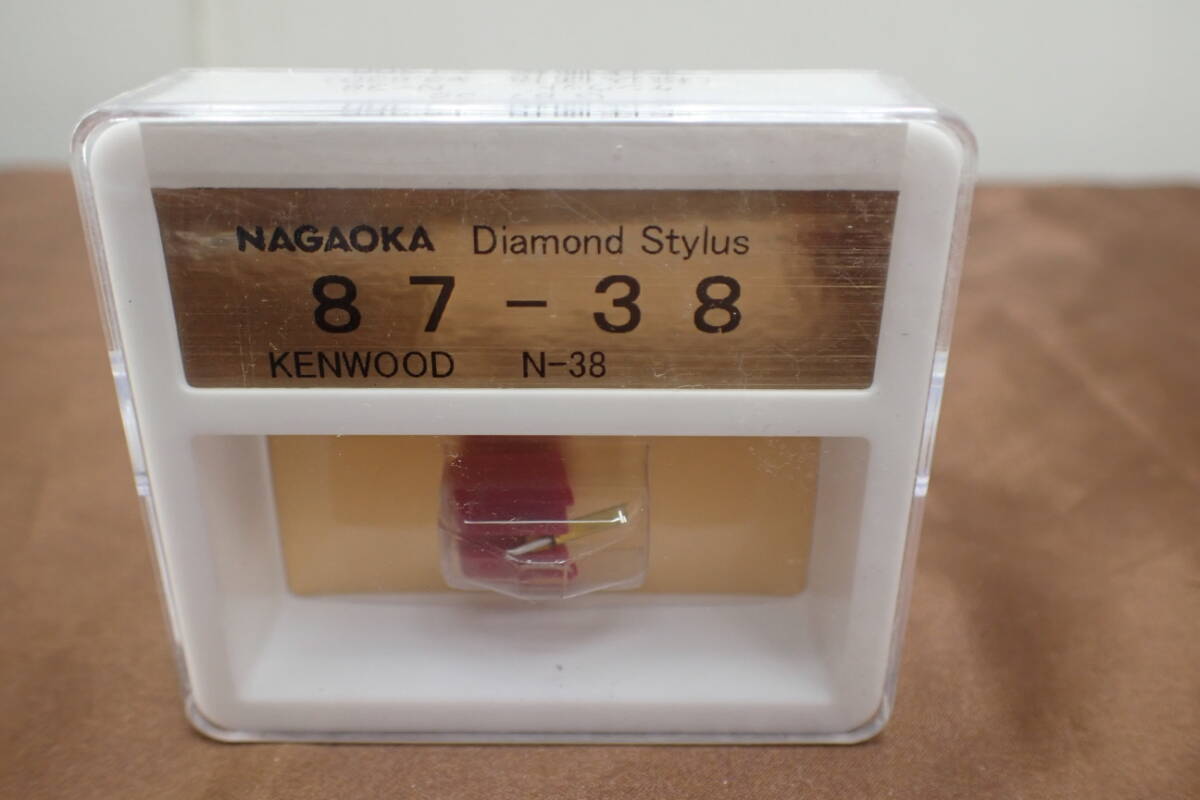 NAGAOKA Diamond Stylus
87-38
KENWOOD N-38